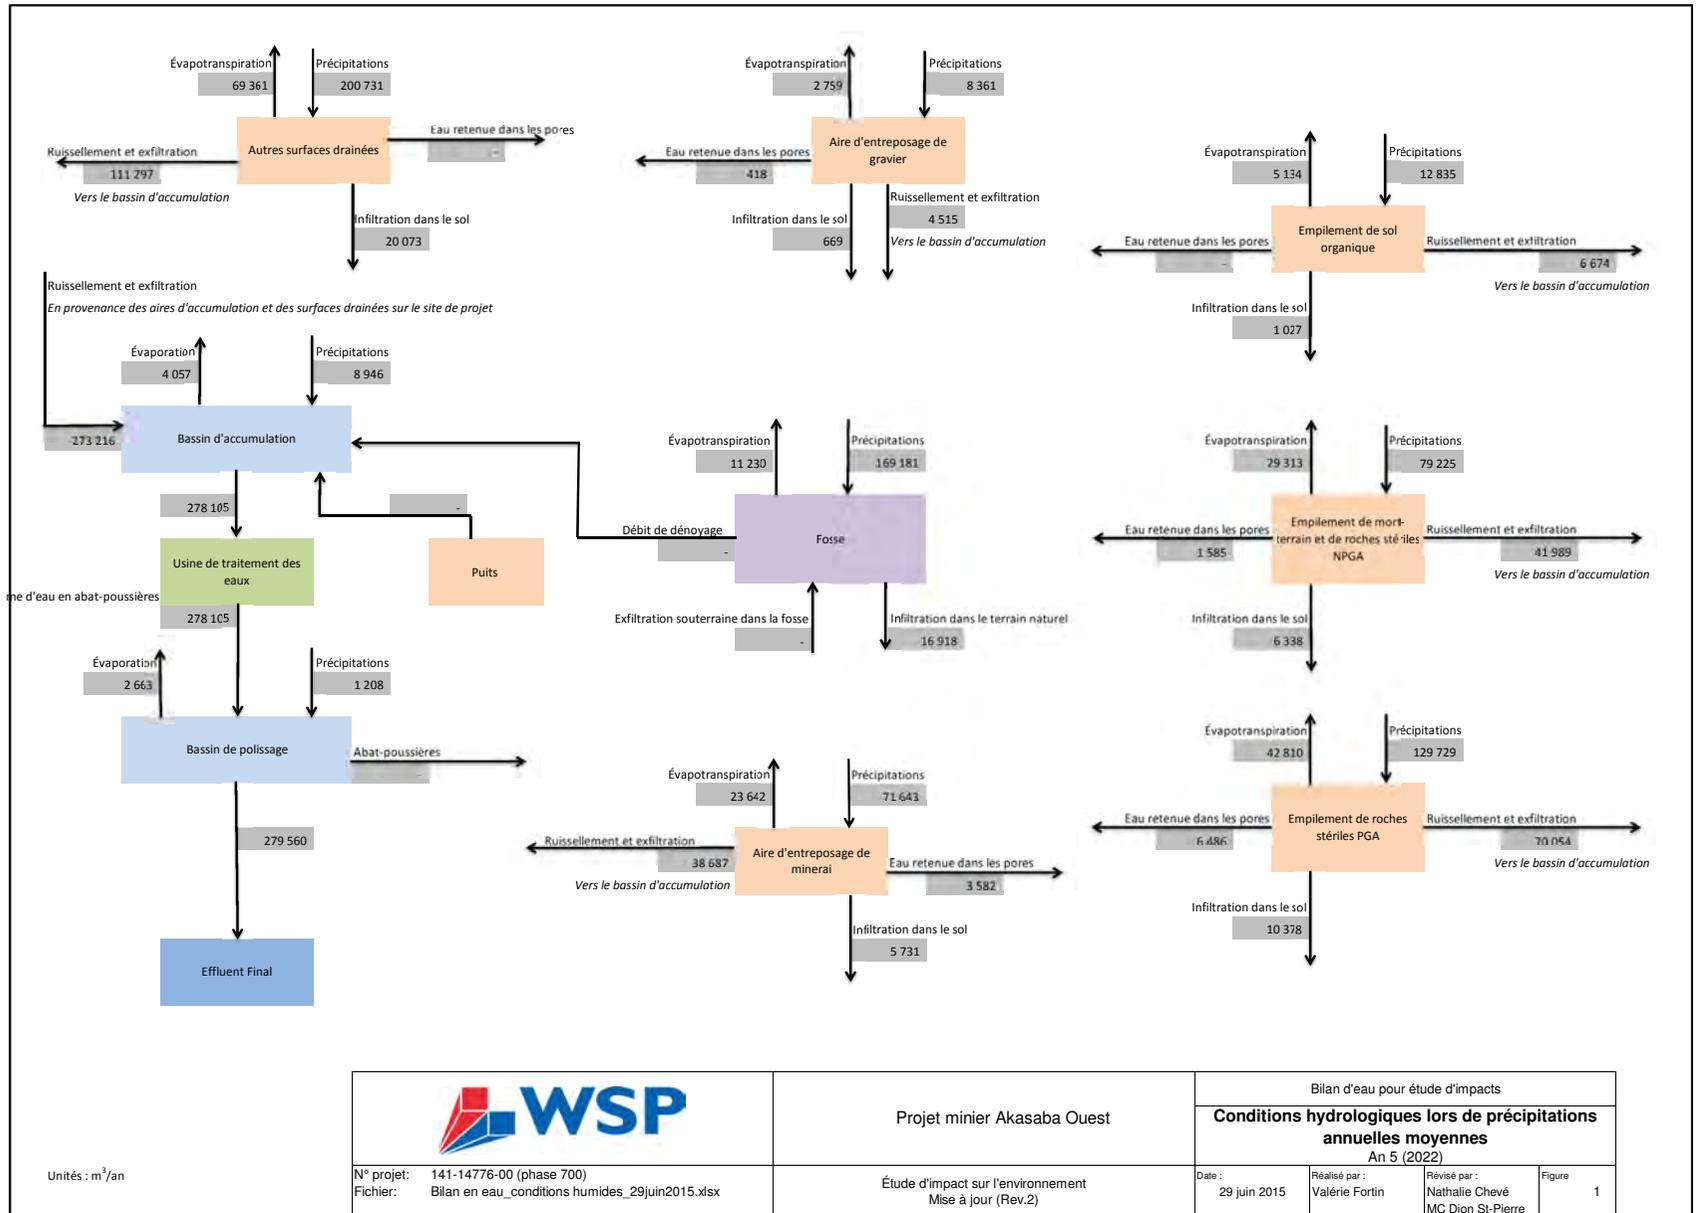 Évapotranspiration
69 361
Précipitations
200 731
Autres surfaces drainées
Eau retenue dans les pores
-
Ruissellement et exfiltration
111 297
Vers le bassin d'accumulation
Infiltration dans le sol
20 073
Évapotranspiration
2 759
Précipitations
8 361
Aire d'entreposage de
gravier
Eau retenue dans les pores
418
Infiltration dans le sol
669
Ruissellement et exfiltration
4 515
Vers le bassin d'accumulation
Évapotranspiration
5 134
Précipitations
12 835
Empilement de sol
organique
Eau retenue dans les pores
-
Ruissellement et exfiltration
6 674
Vers le bassin d'accumulation
Infiltration dans le sol
1 027
Ruissellement et exfiltration
En provenance des aires d'accumulation et des surfaces drainées sur le site de projet
Évaporation
4 057
Précipitations
8 946
273 216
Bassin d'accumulation
278 105
-
Usine de traitement des
eaux
Puits
me d'eau en abat-poussières
278 105
Évaporation
2 663
Précipitations
1 208
Bassin de polissage
Abat-poussières
-
279 560
Effluent Final
Évapotranspiration
11 230
Précipitations
169 181
Débit de dénoyage
-
Fosse
Exfiltration souterraine dans la fosse
-
Infiltration dans le terrain naturel
16 918
Évapotranspiration
29 313
Précipitations
79 225
Eau retenue dans les pores
1 585
Empilement de mort-
terrain et de roches stériles
NPGA
Ruissellement et exfiltration
41 989
Vers le bassin d'accumulation
Infiltration dans le sol
6 338
Évapotranspiration
23 642
Précipitations
71 643
Ruissellement et exfiltration
38 687
Vers le bassin d'accumulation
Aire d'entreposage de
minerai
Eau retenue dans les pores
3 582
Infiltration dans le sol
5 731
Évapotranspiration
42 810
Précipitations
129 729
Eau retenue dans les pores
6 486
Empilement de roches
stériles PGA
Ruissellement et exfiltration
70 054
Vers le bassin d'accumulation
Infiltration dans le sol
10 378
Unités : m³/an
WSP
N° projet: 141-14776-00 (phase 700)
Fichier: Bilan en eau_conditions humides_29juin2015.xlsx
Projet minier Akasaba Ouest
Étude d'impact sur l'environnement
Mise à jour (Rev.2)
Bilan d'eau pour étude d'impacts
Conditions hydrologiques lors de précipitations
annuelles moyennes
An 5 (2022)
Date :
29 juin 2015
Réalisé par :
Valérie Fortin
Révisé par :
Nathalie Chevé
MC Dion St-Pierre
Figure
1